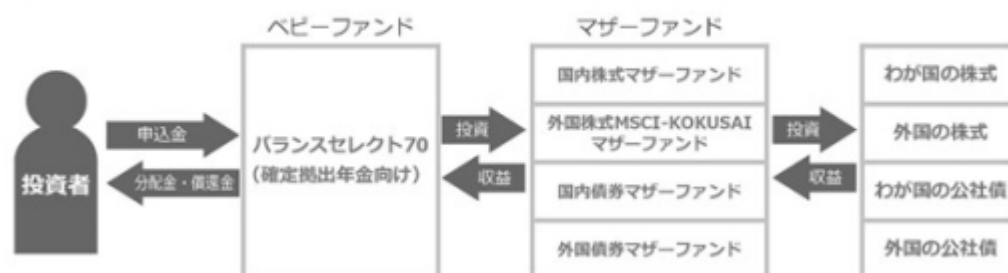 ベビーファンド
マザーファンド
投資者
申込金
分配金・償還金
バランスセレクト70
（確定拠出年金向け）
投資
収益
国内株式マザーファンド
外国株式MSCI-KOKUSAI
マザーファンド
国内債券マザーファンド
外国債券マザーファンド
投資
収益
わが国の株式
外国の株式
わが国の公社債
外国の公社債